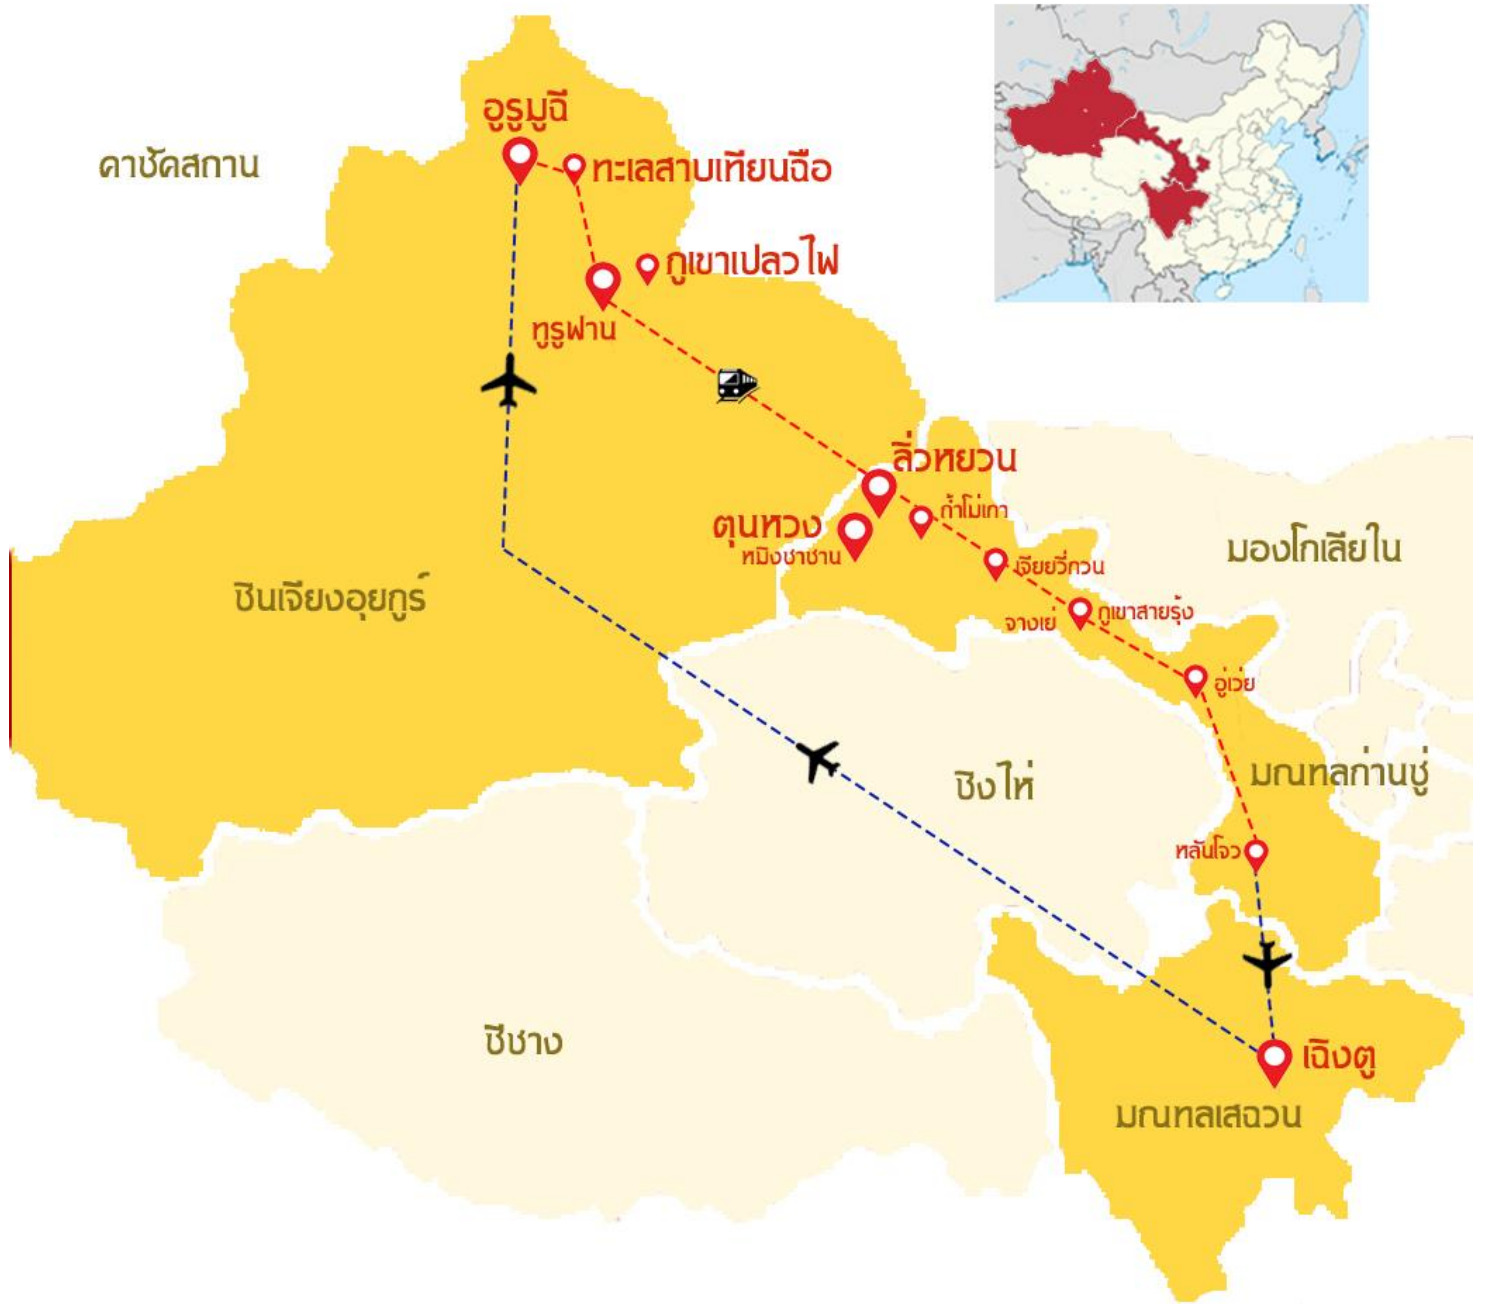 อูรูมูฉี
คาซัคสถาน
ทะเลสาบเทียนฉือ
ภูเขาเปลวไฟ
ทูรูฟาน
ลิ่วหยวน
ถ้ำโม่เกา
ตุนหวง
หมิงซาซาน
มองโกเลียใน
เจียยวี่กวน
ซินเจียงอุยกูร์
ภูเขาสายรุ้ง
จางเย่
อู่เว่ย
ชิงไห่
มณฑลก่านซู่
หลันโจว
ซีซาง
เฉิงตู
มณฑลเสฉวน